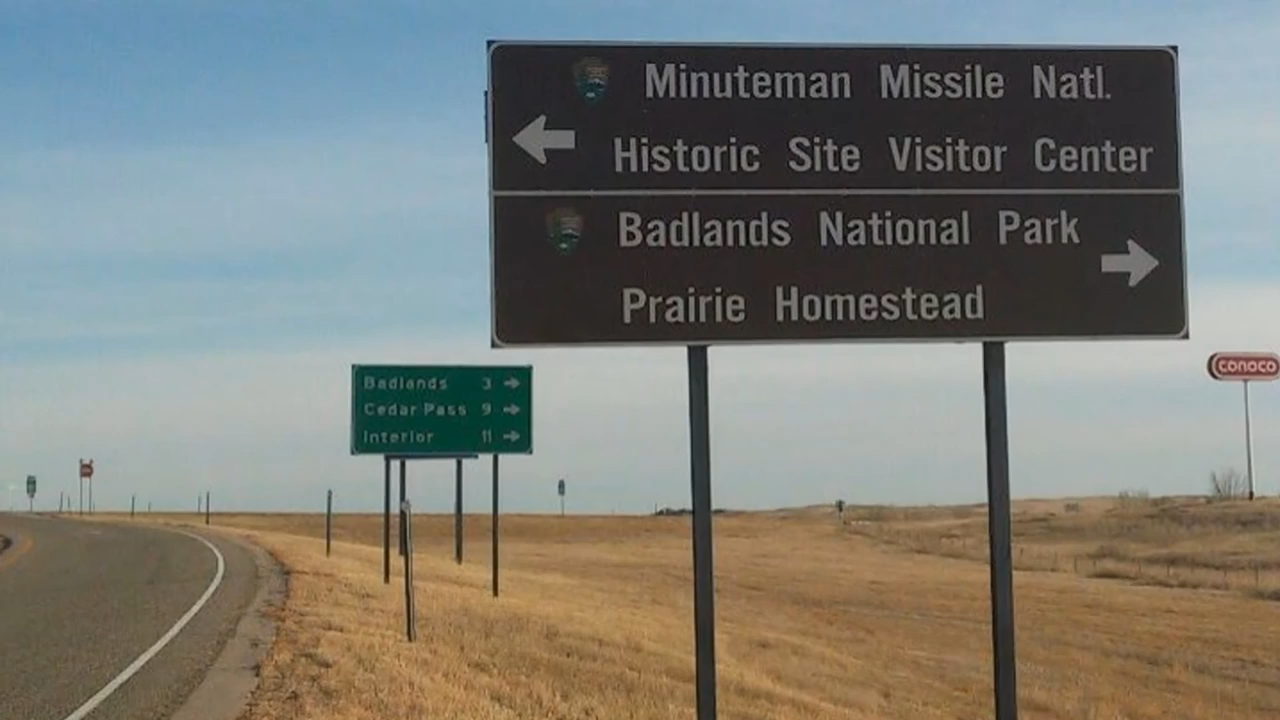 Minuteman Missile Natl.
Historic Site Visitor Center
Badlands National Park
Prairie Homestead
Badlands 3
Cedar Pass 9
Interior 11
CONOCO